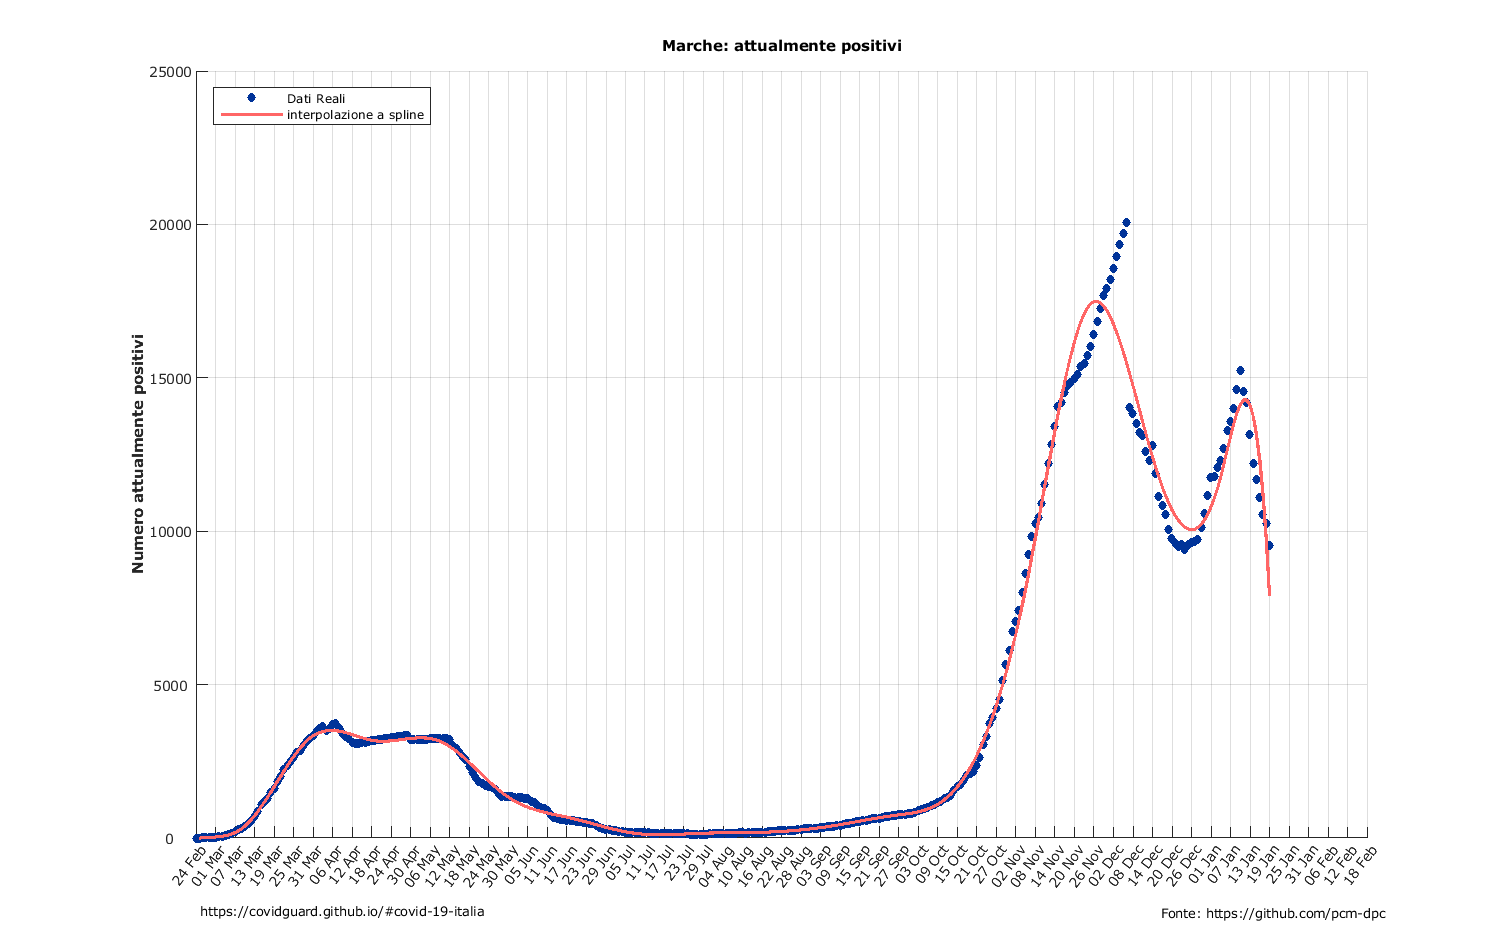 Marche: attualmente positivi
Dati Reali
interpolazione a spline
Numero attualmente positivi
25000
20000
15000
10000
5000
0
24 Feb
01 Mar
07 Mar
13 Mar
19 Mar
25 Mar
31 Mar
06 Apr
12 Apr
18 Apr
24 Apr
30 Apr
06 May
12 May
18 May
24 May
30 May
05 Jun
11 Jun
17 Jun
23 Jun
29 Jun
05 Jul
11 Jul
17 Jul
23 Jul
29 Jul
04 Aug
10 Aug
16 Aug
22 Aug
28 Aug
03 Sep
09 Sep
15 Sep
21 Sep
27 Sep
03 Oct
09 Oct
15 Oct
21 Oct
27 Oct
02 Nov
08 Nov
14 Nov
20 Nov
26 Nov
02 Dec
08 Dec
14 Dec
20 Dec
26 Dec
01 Jan
07 Jan
13 Jan
19 Jan
25 Jan
31 Jan
06 Feb
12 Feb
18 Feb
https://covidguard.github.io/#covid-19-italia
Fonte: https://github.com/pcm-dpc